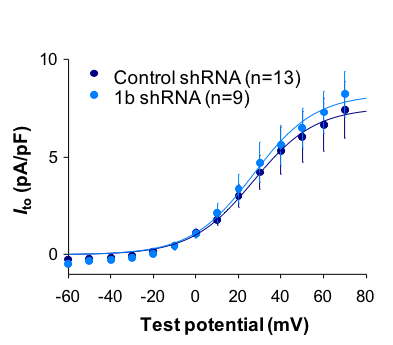 10
Control shRNA (n=13)
1b shRNA (n=9)
5
0
I to (pA/pF)
-60 -40 -20 0 20 40 60 80
Test potential (mV)